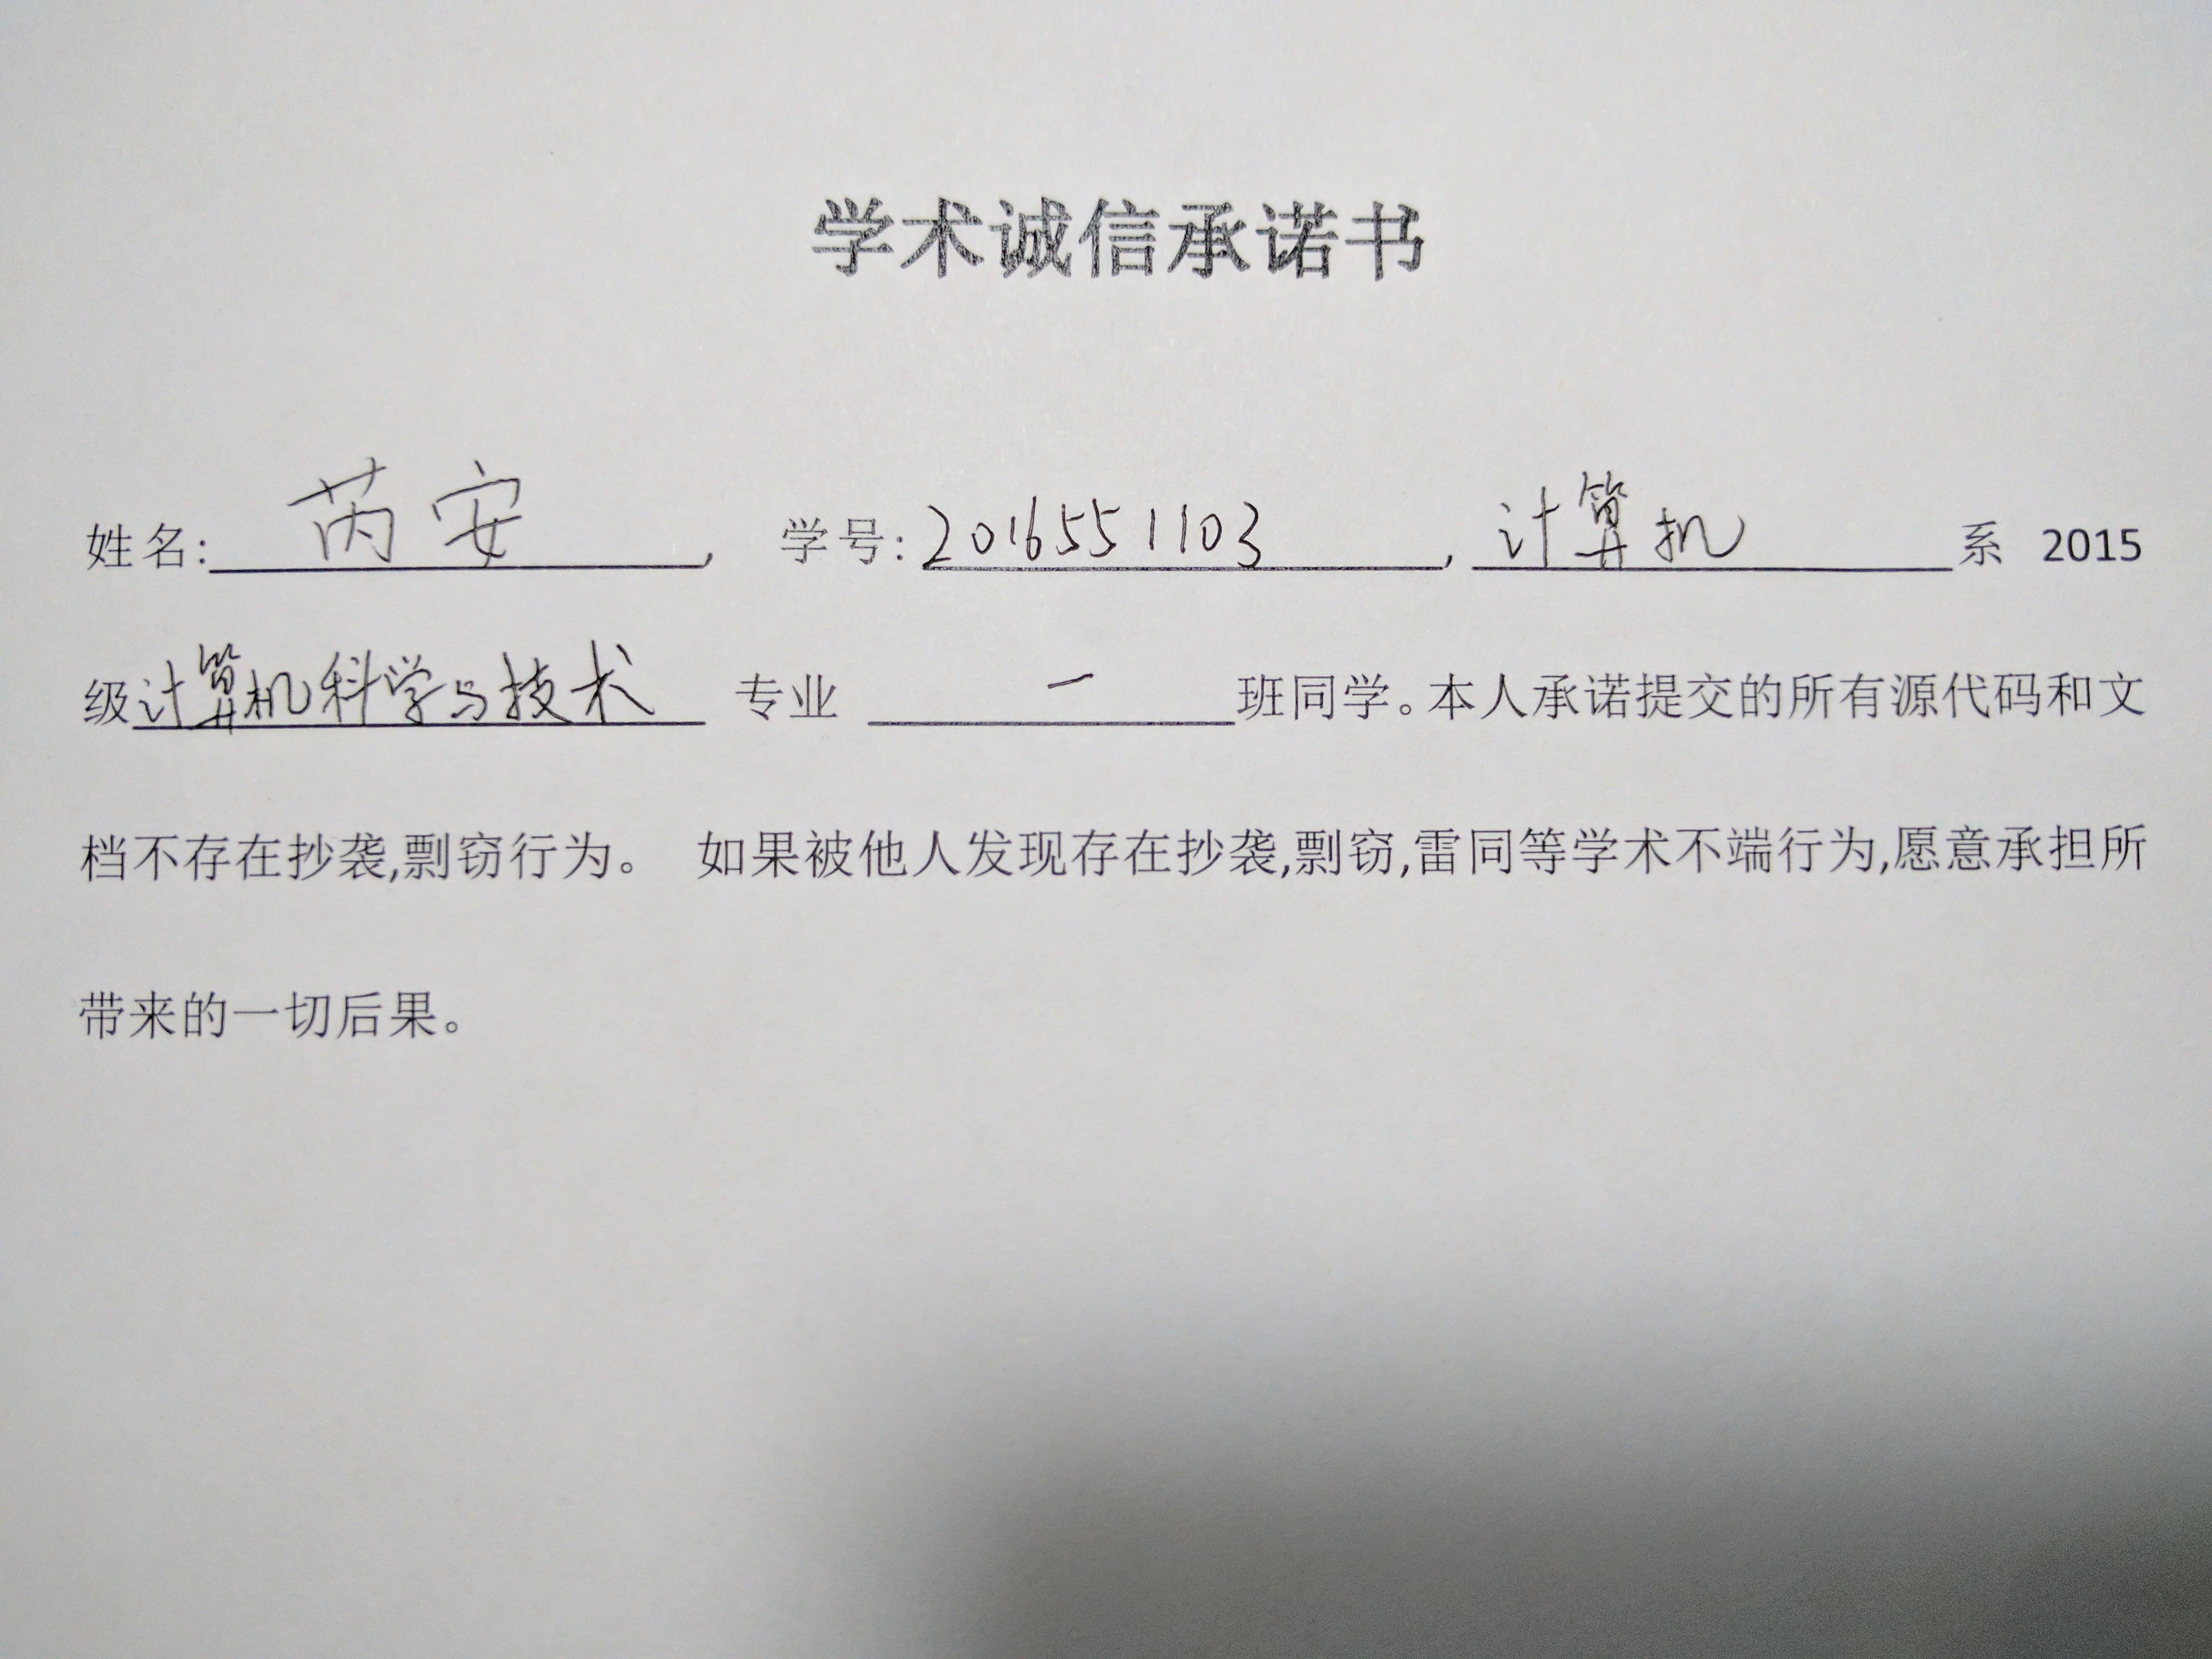 学术诚信承诺书
姓名: 芮安, 学号: 2016551103, 计算机 系 2015
级计算机科学与技术 专业 一 班同学。本人承诺提交的所有源代码和文
档不存在抄袭,剽窃行为。 如果被他人发现存在抄袭,剽窃,雷同等学术不端行为,愿意承担所
带来的一切后果。